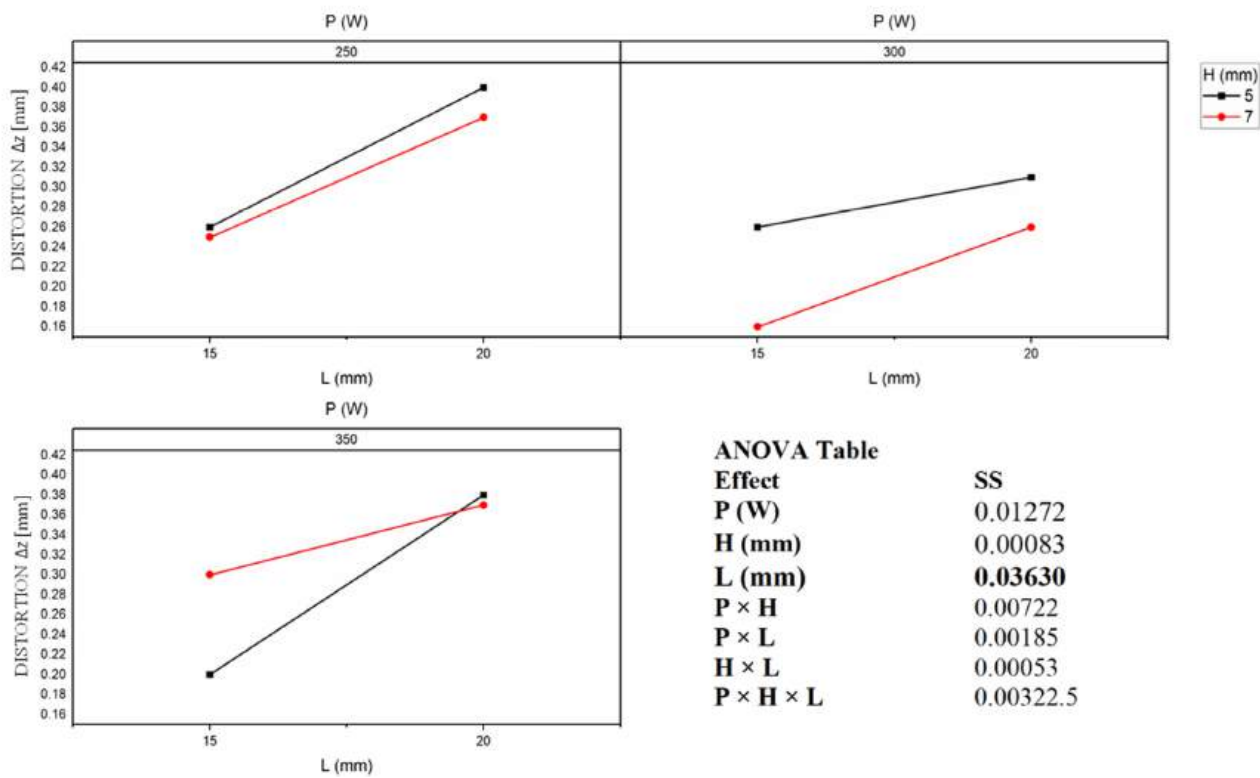 P (W)
P (W)
250
300
0.42
0.40
0.38
0.36
0.34
0.32
0.30
0.28
0.26
0.24
0.22
0.20
0.18
0.16
DISTORTION Δz [mm]
H (mm)
5
7
15
20
15
20
L (mm)
L (mm)
P (W)
350
0.42
0.40
0.38
0.36
0.34
0.32
0.30
0.28
0.26
0.24
0.22
0.20
0.18
0.16
DISTORTION Δz [mm]
15
20
L (mm)
ANOVA Table
Effect SS
P (W) 0.01272
H (mm) 0.00083
L (mm) 0.03630
P × H 0.00722
P × L 0.00185
H × L 0.00053
P × H × L 0.00322.5